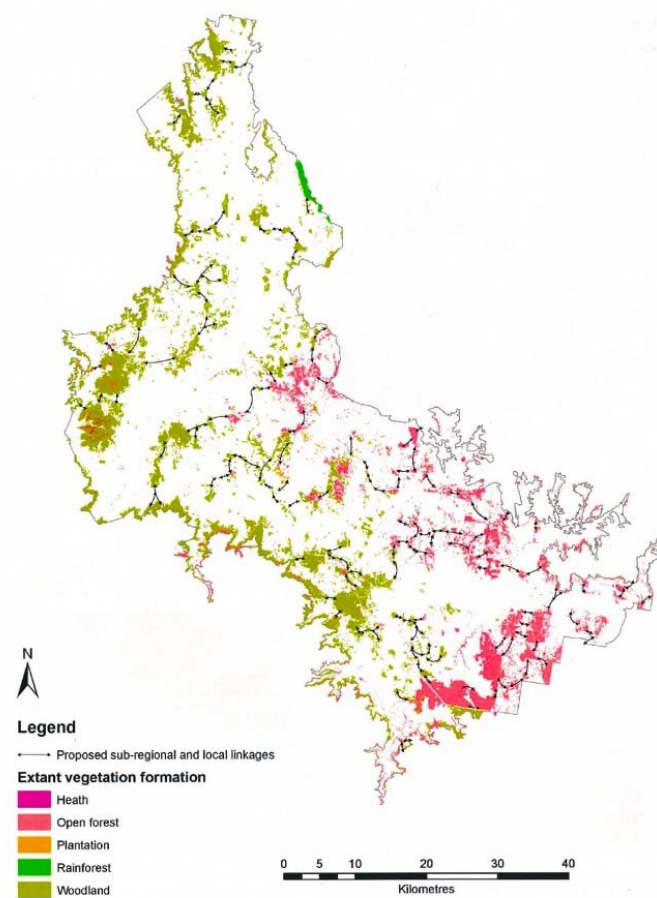 N
Legend
Proposed sub-regional and local linkages
Extant vegetation formation
Heath
Open forest
Plantation
Rainforest
Woodland
0 5 10 20 30 40
Kilometres